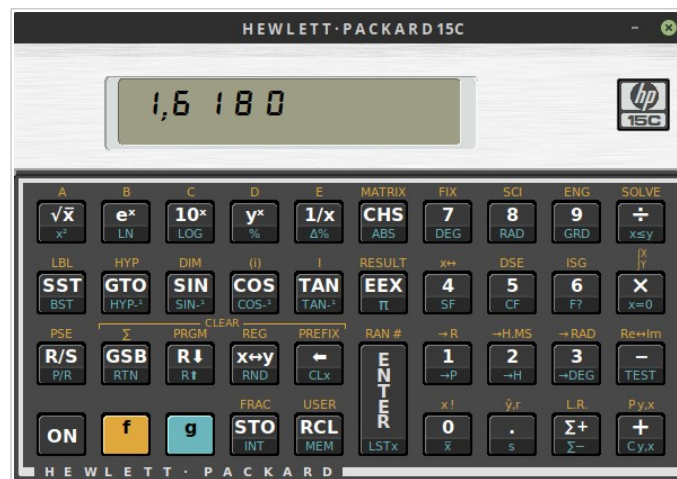 HEWLETT·PACKARD 15C
1,6180
hp
15C
A B C D E MATRIX FIX SCI ENG SOLVE
√x̅ eˣ 10ˣ yˣ 1/x CHS 7 8 9 ÷
x² LN LOG % Δ% ABS DEG RAD GRD x≤y
LBL HYP DIM (i) I RESULT x↔ DSE ISG ∫X/Y
SST GTO SIN COS TAN EEX 4 5 6 ×
BST HYP-¹ SIN-¹ COS-¹ TAN-¹ π SF CF F? x=0
CLEAR
PSE Σ PRGM REG PREFIX RAN # →R →H.MS →RAD Re↔Im
R/S GSB R⬇ x↔y ⬅ ENTER 1 2 3 −
P/R RTN R⬆ RND CLx →P →H →DEG TEST
FRAC USER x! ŷ,r L.R. Py,x
ON f g STO RCL 0 . Σ+ +
INT MEM LSTx x̅ s Σ− Cy,x
HEWLETT·PACKARD